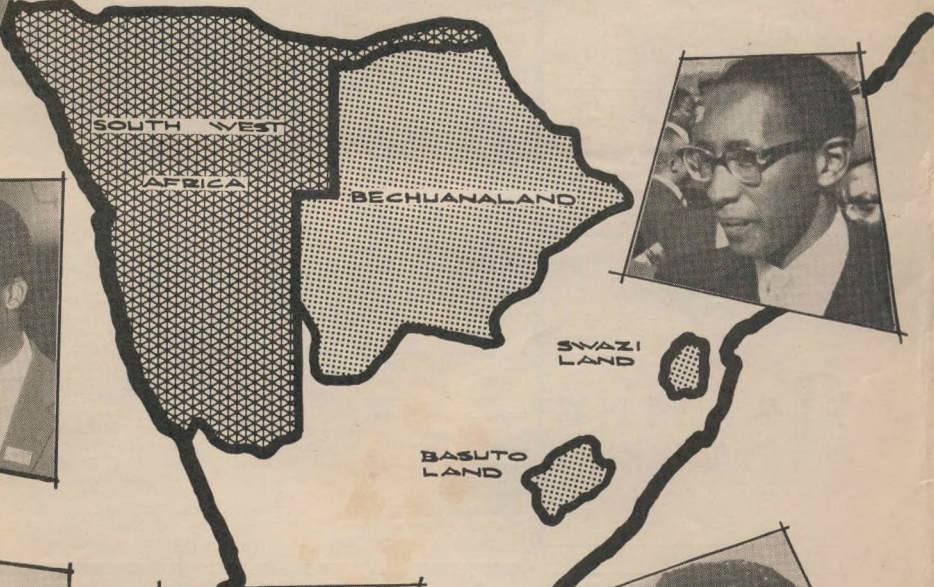 SOUTH WEST
AFRICA
BECHUANALAND
SWAZI
LAND
BASUTO
LAND